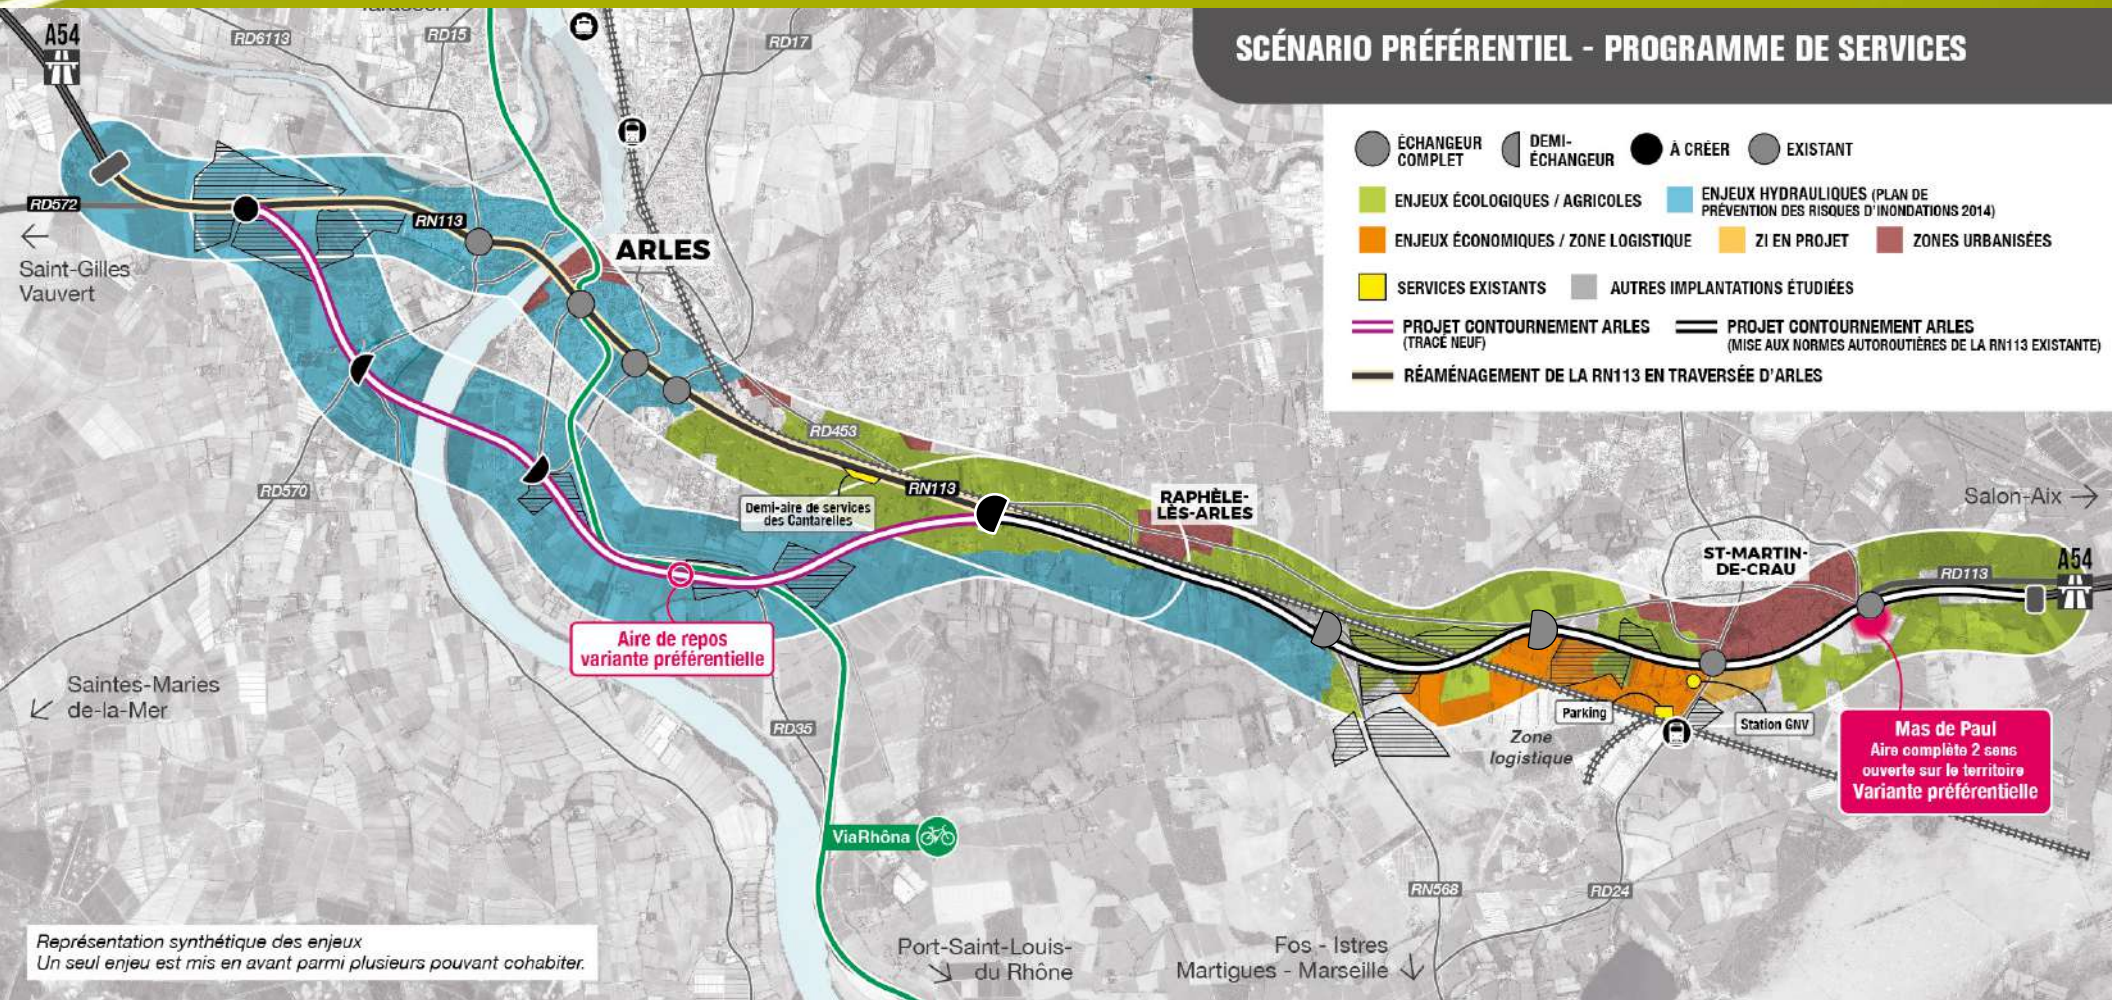 SCÉNARIO PRÉFÉRENTIEL - PROGRAMME DE SERVICES
ÉCHANGEUR
COMPLET
DEMI-
ÉCHANGEUR
À CRÉER
EXISTANT
ENJEUX ÉCOLOGIQUES / AGRICOLES
ENJEUX HYDRAULIQUES (PLAN DE
PRÉVENTION DES RISQUES D'INONDATIONS 2014)
ENJEUX ÉCONOMIQUES / ZONE LOGISTIQUE
ZI EN PROJET
ZONES URBANISÉES
SERVICES EXISTANTS
AUTRES IMPLANTATIONS ÉTUDIÉES
PROJET CONTOURNEMENT ARLES
(TRACÉ NEUF)
PROJET CONTOURNEMENT ARLES
(MISE AUX NORMES AUTOROUTIÈRES DE LA RN113 EXISTANTE)
RÉAMÉNAGEMENT DE LA RN113 EN TRAVERSÉE D'ARLES
A54
RD6113
RD15
RD17
RD572
Saint-Gilles
Vauvert
RN113
ARLES
RD453
RD570
Demi-aire de services
des Cantarelles
RN113
RAPHÈLE-
LÈS-ARLES
Salon-Aix
ST-MARTIN-
DE-CRAU
RD113
A54
Aire de repos
variante préférentielle
Saintes-Maries
de-la-Mer
RD35
Parking
Station GNV
Zone
logistique
Mas de Paul
Aire complète 2 sens
ouverte sur le territoire
Variante préférentielle
ViaRhôna
RN568
RD24
Port-Saint-Louis-
du Rhône
Fos - Istres
Martigues - Marseille
Représentation synthétique des enjeux
Un seul enjeu est mis en avant parmi plusieurs pouvant cohabiter.